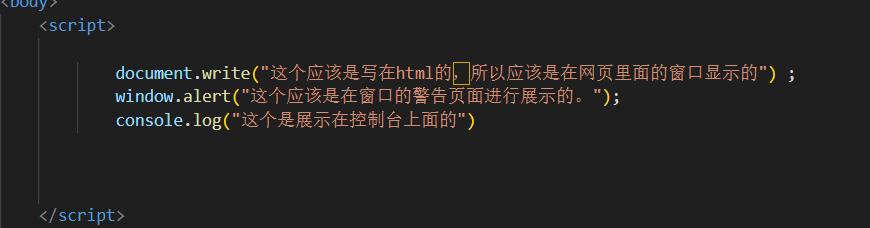 <body>
<script>
document.write("这个应该是写在html的，所以应该是在网页里面的窗口显示的") ;
window.alert("这个应该是在窗口的警告页面进行展示的。");
console.log("这个是展示在控制台上面的")
</script>